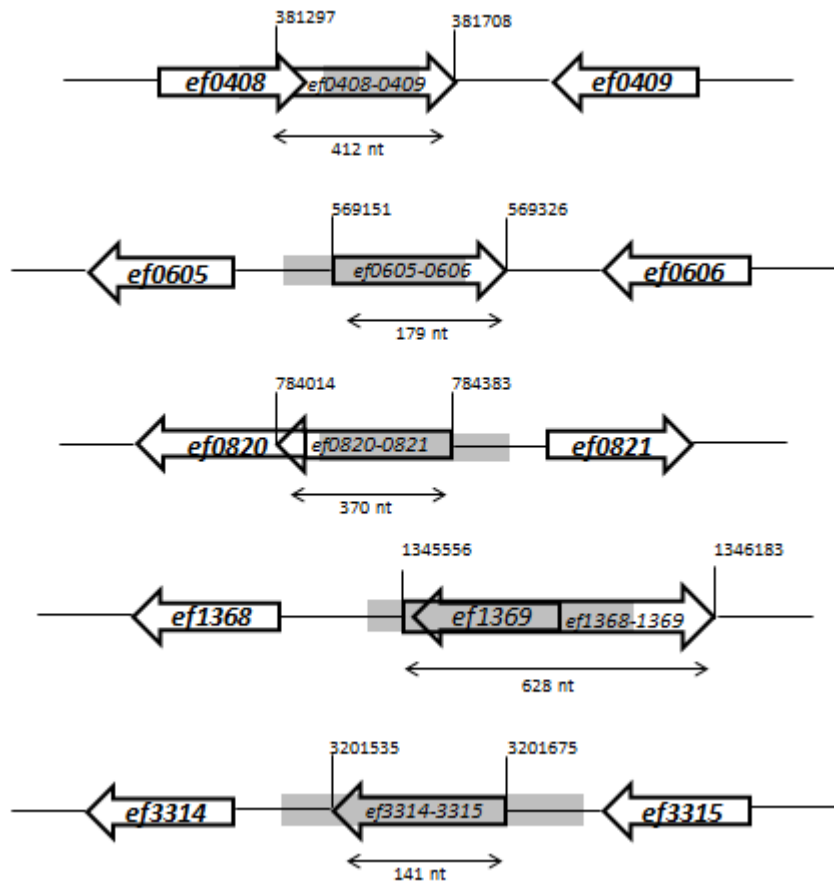 381297 381708
ef0408 ef0408-0409 ef0409
412 nt
569151 569326
ef0605 ef0605-0606 ef0606
179 nt
784014 784383
ef0820 ef0820-0821 ef0821
370 nt
1345556 1346183
ef1368 ef1369 ef1368-1369
628 nt
3201535 3201675
ef3314 ef3314-3315 ef3315
141 nt